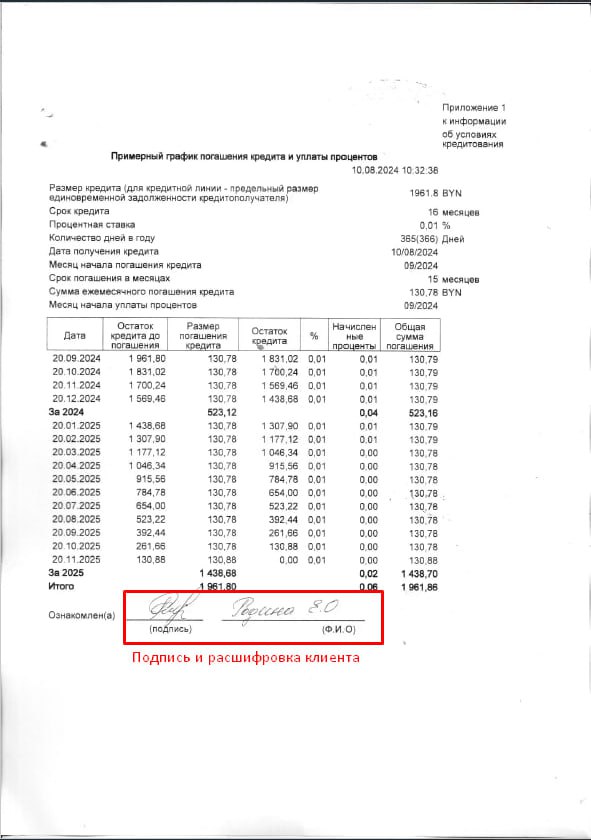 Приложение 1
к информации
об условиях
кредитования
Примерный график погашения кредита и уплаты процентов
10.08.2024 10:32:38
Размер кредита (для кредитной линии - предельный размер
единовременной задолженности кредитополучателя) 1961.8 BYN
Срок кредита 16 месяцев
Процентная ставка 0,01 %
Количество дней в году 365(366) Дней
Дата получения кредита 10/08/2024
Месяц начала погашения кредита 09/2024
Срок погашения в месяцах 15 месяцев
Сумма ежемесячного погашения кредита 130,78 BYN
Месяц начала уплаты процентов 09/2024
Дата Остаток кредита до погашения Размер погашения кредита Остаток кредита % Начислен ные проценты Общая сумма погашения
20.09.2024 1 961,80 130,78 1 831,02 0,01 0,01 130,79
20.10.2024 1 831,02 130,78 1 700,24 0,01 0,01 130,79
20.11.2024 1 700,24 130,78 1 569,46 0,01 0,01 130,79
20.12.2024 1 569,46 130,78 1 438,68 0,01 0,01 130,79
За 2024 523,12 0,04 523,16
20.01.2025 1 438,68 130,78 1 307,90 0,01 0,01 130,79
20.02.2025 1 307,90 130,78 1 177,12 0,01 0,01 130,79
20.03.2025 1 177,12 130,78 1 046,34 0,01 0,00 130,78
20.04.2025 1 046,34 130,78 915,56 0,01 0,00 130,78
20.05.2025 915,56 130,78 784,78 0,01 0,00 130,78
20.06.2025 784,78 130,78 654,00 0,01 0,00 130,78
20.07.2025 654,00 130,78 523,22 0,01 0,00 130,78
20.08.2025 523,22 130,78 392,44 0,01 0,00 130,78
20.09.2025 392,44 130,78 261,66 0,01 0,00 130,78
20.10.2025 261,66 130,78 130,88 0,01 0,00 130,78
20.11.2025 130,88 130,88 0,00 0,01 0,00 130,88
За 2025 1 438,68 0,02 1 438,70
Итого 1 961,80 0,06 1 961,86
Ознакомлен(а) Родина Е.О
(подпись) (Ф.И.О)
Подпись и расшифровка клиента